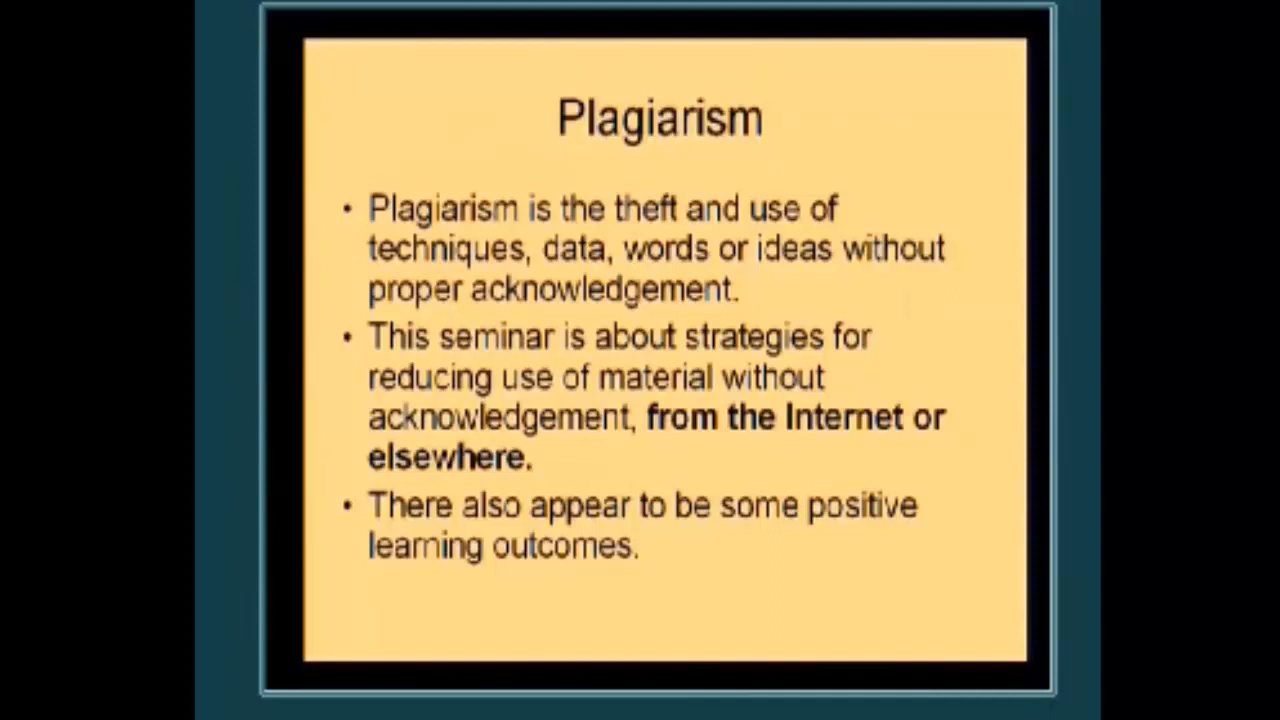 Plagiarism
• Plagiarism is the theft and use of
techniques, data, words or ideas without
proper acknowledgement.
• This seminar is about strategies for
reducing use of material without
acknowledgement, from the Internet or
elsewhere.
• There also appear to be some positive
learning outcomes.